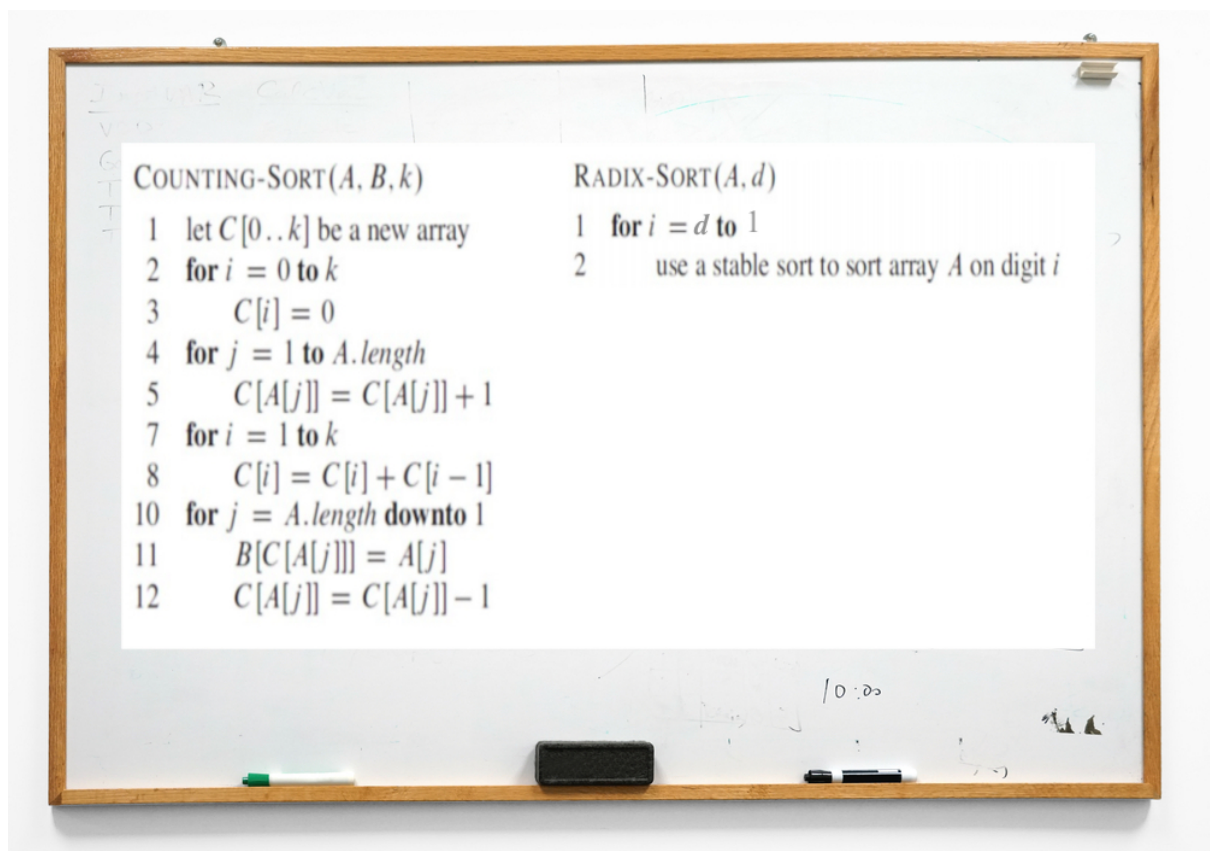 COUNTING-SORT(A, B, k)
1 let C[0..k] be a new array
2 for i = 0 to k
3 C[i] = 0
4 for j = 1 to A.length
5 C[A[j]] = C[A[j]] + 1
7 for i = 1 to k
8 C[i] = C[i] + C[i − 1]
10 for j = A.length downto 1
11 B[C[A[j]]] = A[j]
12 C[A[j]] = C[A[j]] − 1
RADIX-SORT(A, d)
1 for i = d to 1
2 use a stable sort to sort array A on digit i
10:00